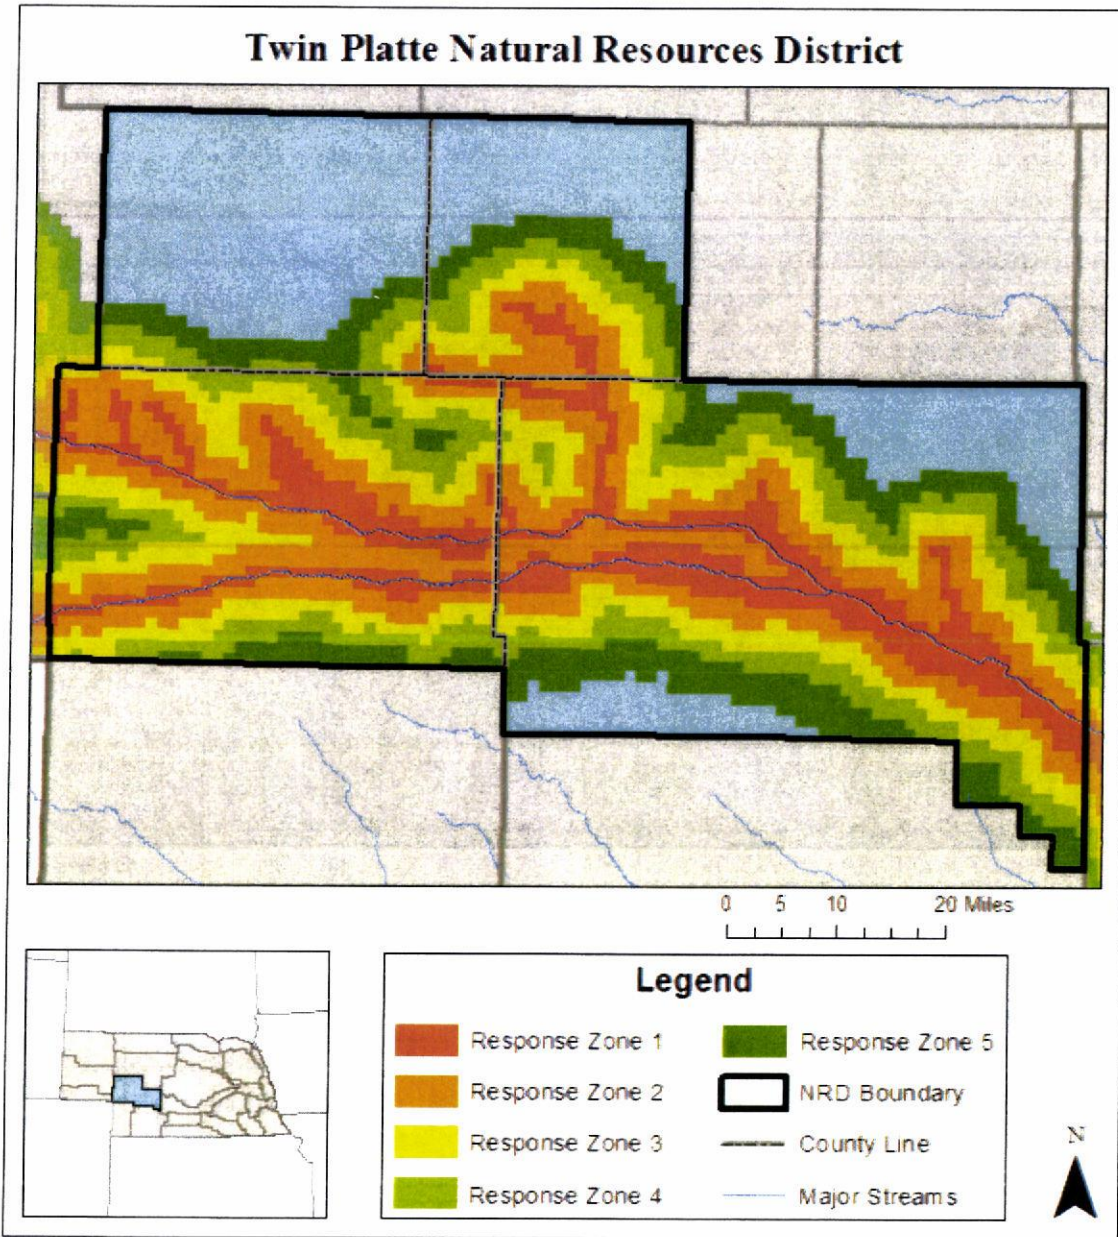 Twin Platte Natural Resources District
0 5 10 20 Miles
Legend
Response Zone 1
Response Zone 2
Response Zone 3
Response Zone 4
Response Zone 5
NRD Boundary
County Line
Major Streams
N